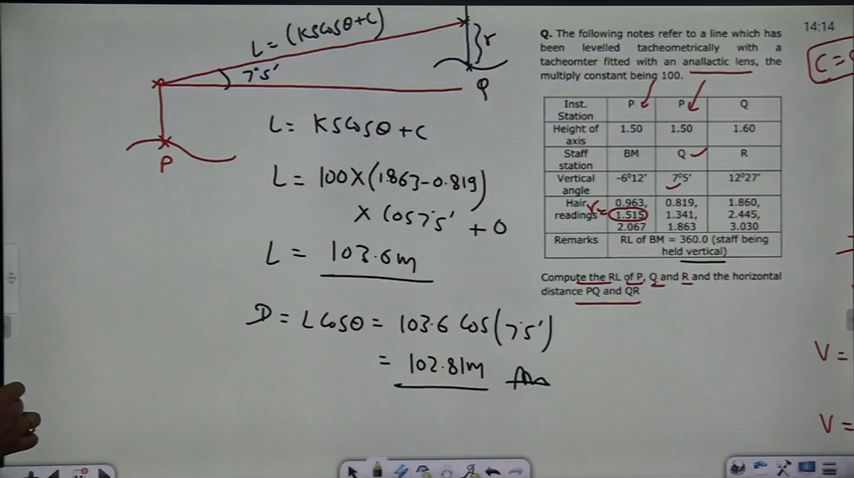 L = (KSCosθ+C)
7°5'
r
Q
P
L = KSCosθ+C
L = 100X(1.863-0.819)
X Cos7°5' + 0
L = 103.6m
D = L Cosθ = 103.6 Cos(7°5')
= 102.81m Ans
14:14
C =
Q. The following notes refer to a line which has
been levelled tacheometrically with a
tacheomter fitted with an anallactic lens, the
multiply constant being 100.
Inst. Station P P Q
Height of axis 1.50 1.50 1.60
Staff station BM Q R
Vertical angle -6°12' 7°5' 12°27'
Hair readings 0.963, 1.515, 2.067 0.819, 1.341, 1.863 1.860, 2.445, 3.030
r =
Remarks RL of BM = 360.0 (staff being held vertical)
Compute the RL of P, Q and R and the horizontal
distance PQ and QR
V =
V =